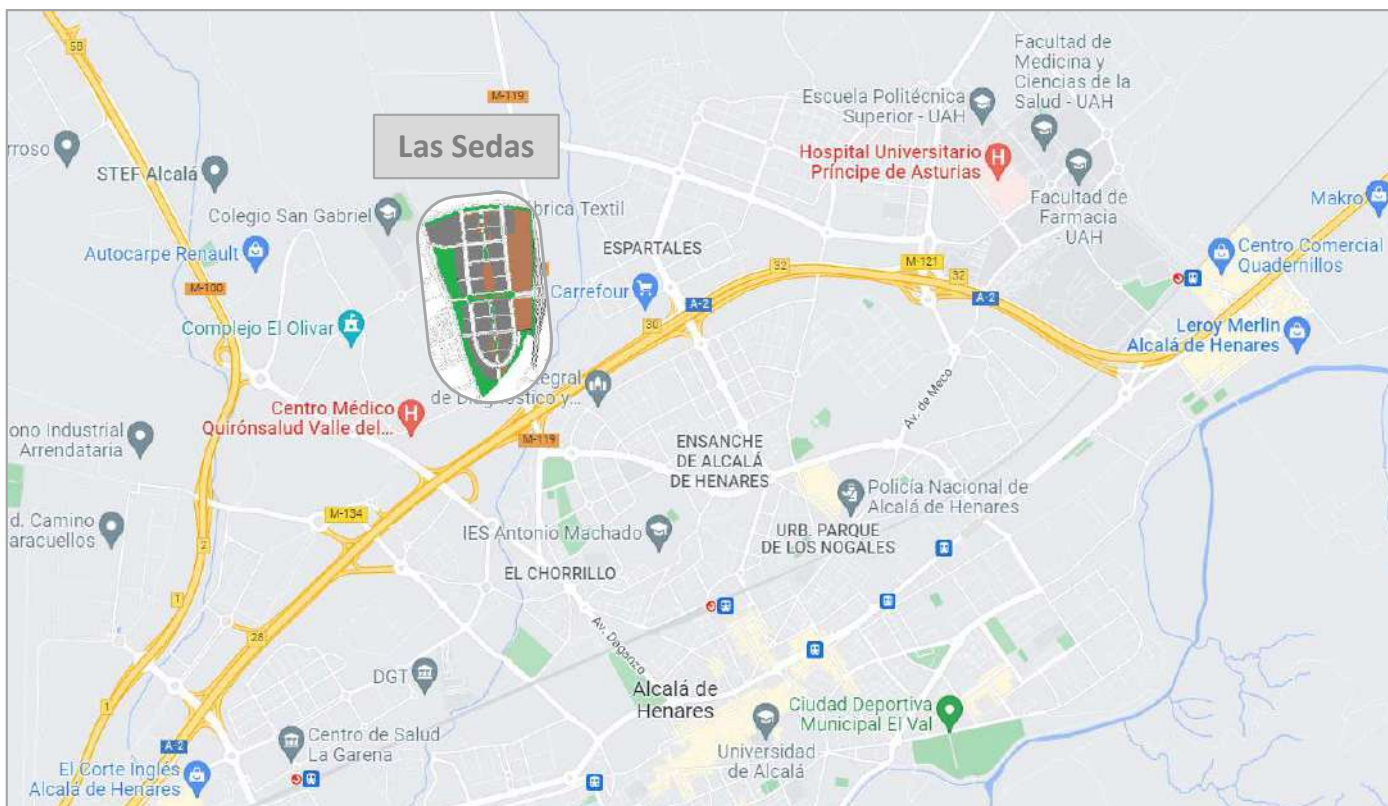 58
M-119
Las Sedas
rroso
STEF Alcalá
Colegio San Gabriel
brica Textil
Autocarpe Renault
M-100
Complejo El Olivar
ESPARTALES
Carrefour
Escuela Politécnica
Superior - UAH
Facultad de
Medicina y
Ciencias de la
Salud - UAH
Hospital Universitario
Príncipe de Asturias
Facultad de
Farmacia
- UAH
Makro
Centro Comercial
Quadernillos
M-121
32
32
A-2
A-2
30
Leroy Merlin
Alcalá de Henares
egral
de Diagnóstico y...
Centro Médico
Quirónsalud Valle del...
M-119
ono Industrial
Arrendataria
ENSANCHE
DE ALCALÁ
DE HENARES
Av. de Meco
Policía Nacional de
Alcalá de Henares
d. Camino
aracuellos
M-134
IES Antonio Machado
URB. PARQUE
DE LOS NOGALES
2
EL CHORRILLO
1
28
Av. Daganzo
DGT
Alcalá de
Henares
Ciudad Deportiva
Municipal El Val
1
A-2
Centro de Salud
La Garena
Universidad
de Alcalá
El Corte Inglés
Alcalá de Henares